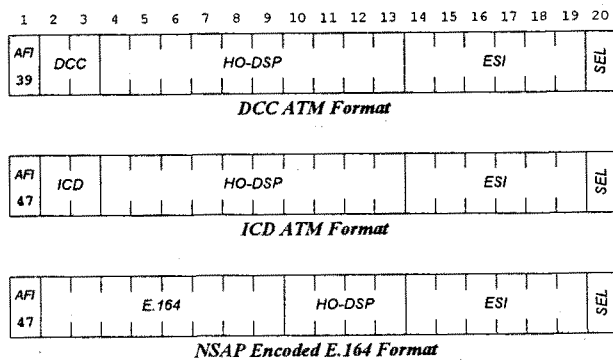 1 2 3 4 5 6 7 8 9 10 11 12 13 14 15 16 17 18 19 20
AFI 39 DCC HO-DSP ESI SEL
DCC ATM Format
AFI 47 ICD HO-DSP ESI SEL
ICD ATM Format
AFI 47 E.164 HO-DSP ESI SEL
NSAP Encoded E.164 Format